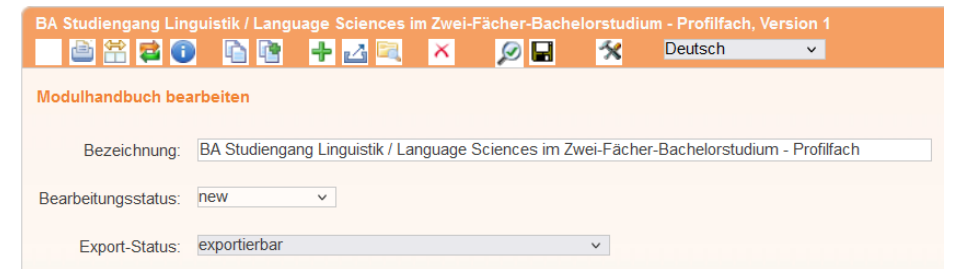 BA Studiengang Linguistik / Language Sciences im Zwei-Fächer-Bachelorstudium - Profilfach, Version 1
Deutsch
Modulhandbuch bearbeiten
Bezeichnung: BA Studiengang Linguistik / Language Sciences im Zwei-Fächer-Bachelorstudium - Profilfach
Bearbeitungsstatus: new
Export-Status: exportierbar